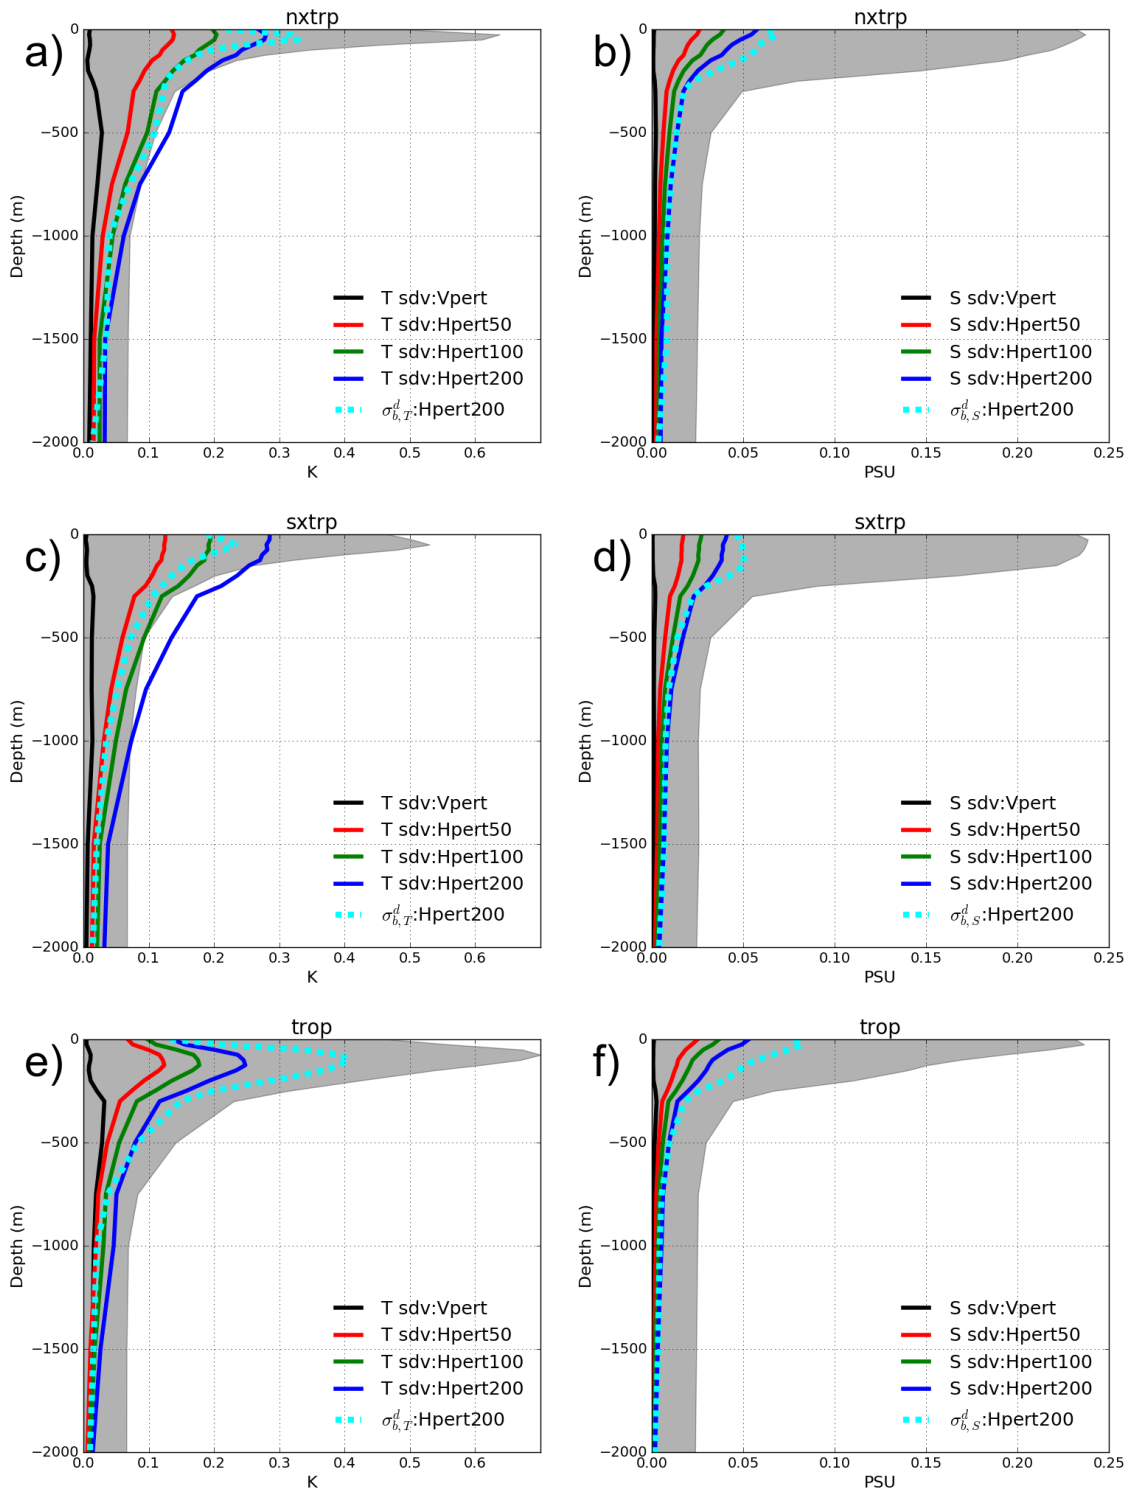 nxtrp
a)
0
−500
−1000
−1500
−2000
Depth (m)
T sdv:Vpert
T sdv:Hpert50
T sdv:Hpert100
T sdv:Hpert200
σ^d_{b,T}:Hpert200
0.0 0.1 0.2 0.3 0.4 0.5 0.6
K
nxtrp
b)
0
−500
−1000
−1500
−2000
Depth (m)
S sdv:Vpert
S sdv:Hpert50
S sdv:Hpert100
S sdv:Hpert200
σ^d_{b,S}:Hpert200
0.00 0.05 0.10 0.15 0.20 0.25
PSU
sxtrp
c)
0
−500
−1000
−1500
−2000
Depth (m)
T sdv:Vpert
T sdv:Hpert50
T sdv:Hpert100
T sdv:Hpert200
σ^d_{b,T}:Hpert200
0.0 0.1 0.2 0.3 0.4 0.5 0.6
K
sxtrp
d)
0
−500
−1000
−1500
−2000
Depth (m)
S sdv:Vpert
S sdv:Hpert50
S sdv:Hpert100
S sdv:Hpert200
σ^d_{b,S}:Hpert200
0.00 0.05 0.10 0.15 0.20 0.25
PSU
trop
e)
0
−500
−1000
−1500
−2000
Depth (m)
T sdv:Vpert
T sdv:Hpert50
T sdv:Hpert100
T sdv:Hpert200
σ^d_{b,T}:Hpert200
0.0 0.1 0.2 0.3 0.4 0.5 0.6
K
trop
f)
0
−500
−1000
−1500
−2000
Depth (m)
S sdv:Vpert
S sdv:Hpert50
S sdv:Hpert100
S sdv:Hpert200
σ^d_{b,S}:Hpert200
0.00 0.05 0.10 0.15 0.20 0.25
PSU